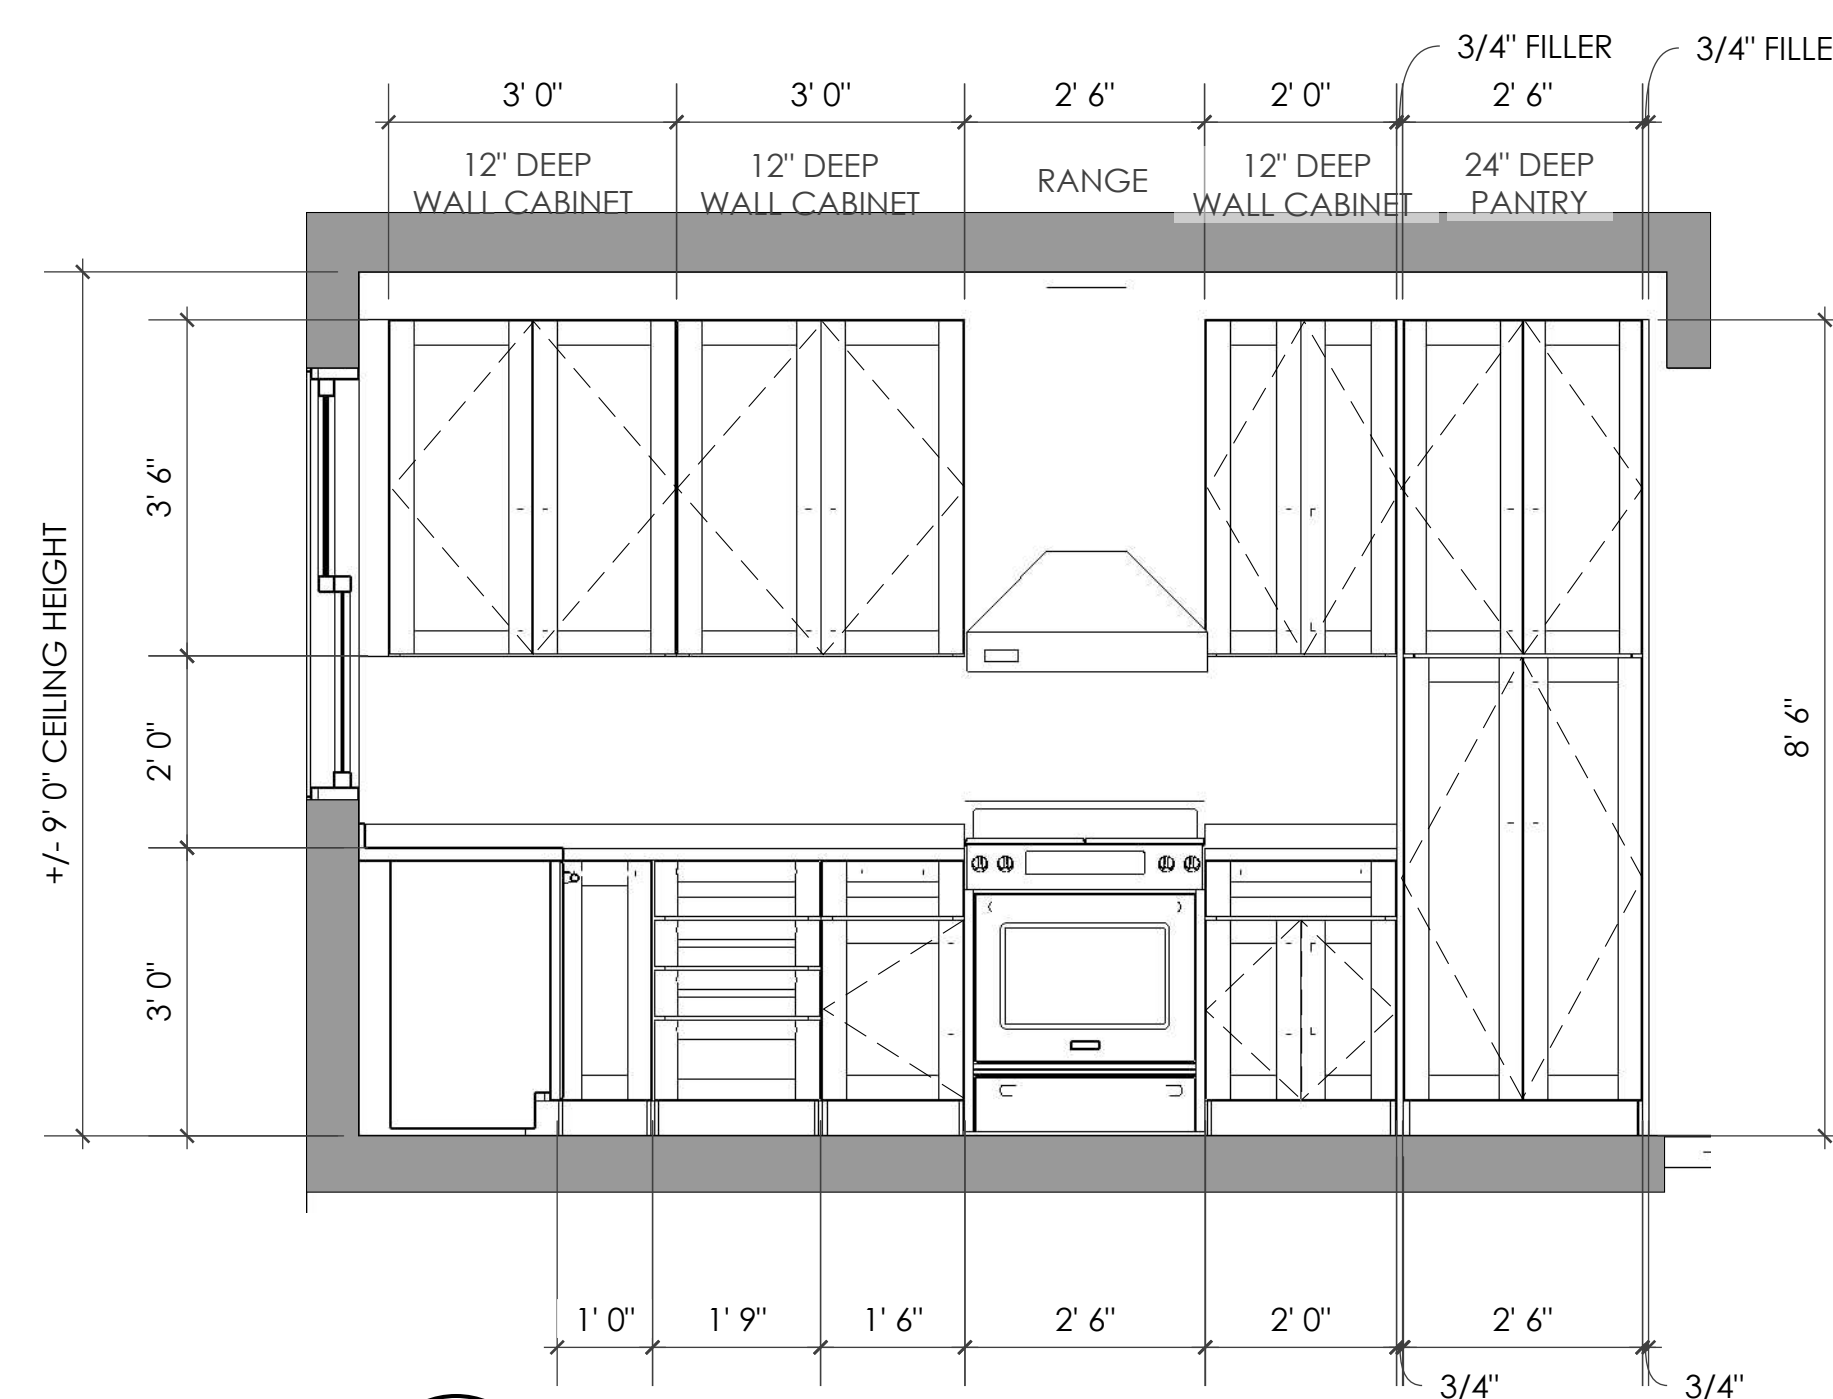 3/4" FILLER
3/4" FILLE
3' 0"
3' 0"
2' 6"
2' 0"
2' 6"
12" DEEP
WALL CABINET
12" DEEP
WALL CABINET
RANGE
12" DEEP
WALL CABINET
24" DEEP
PANTRY
+/- 9' 0" CEILING HEIGHT
3' 6"
2' 0"
3' 0"
8' 6"
1' 0"
1' 9"
1' 6"
2' 6"
2' 0"
2' 6"
3/4"
3/4"